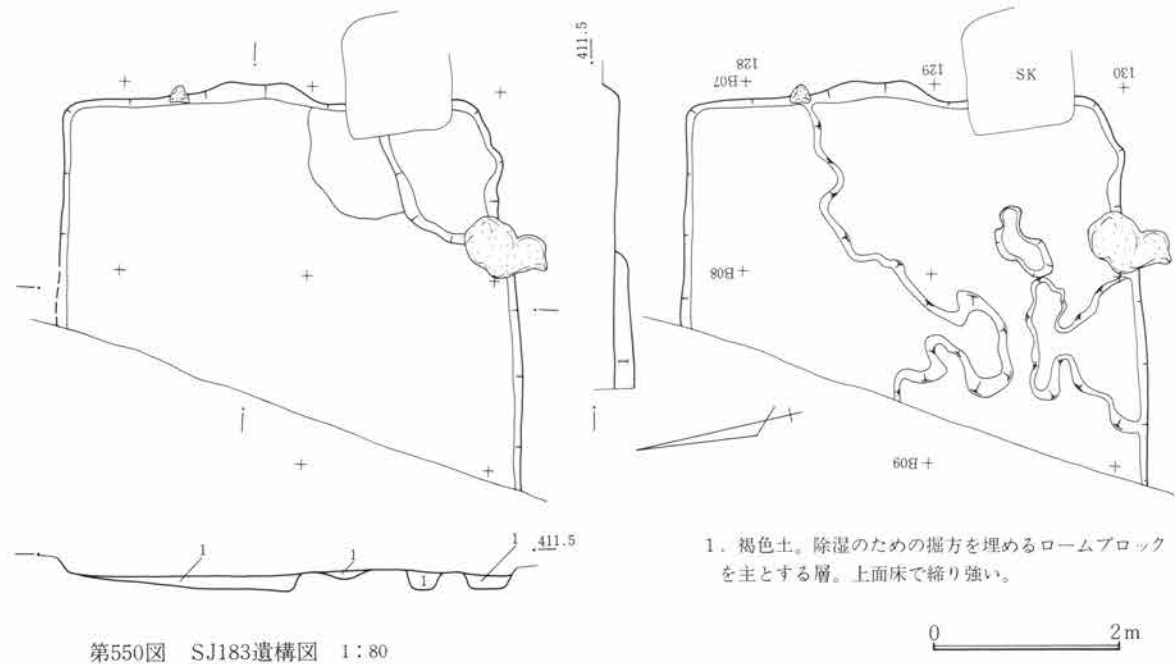 411.5
128
+B07
129
SK
130
B08+
1
B09+
1
1
1
1
411.5
1．褐色土。除湿のための掘方を埋めるロームブロック
を主とする層。上面床で締り強い。
第550図　SJ183遺構図　1：80
0　2m